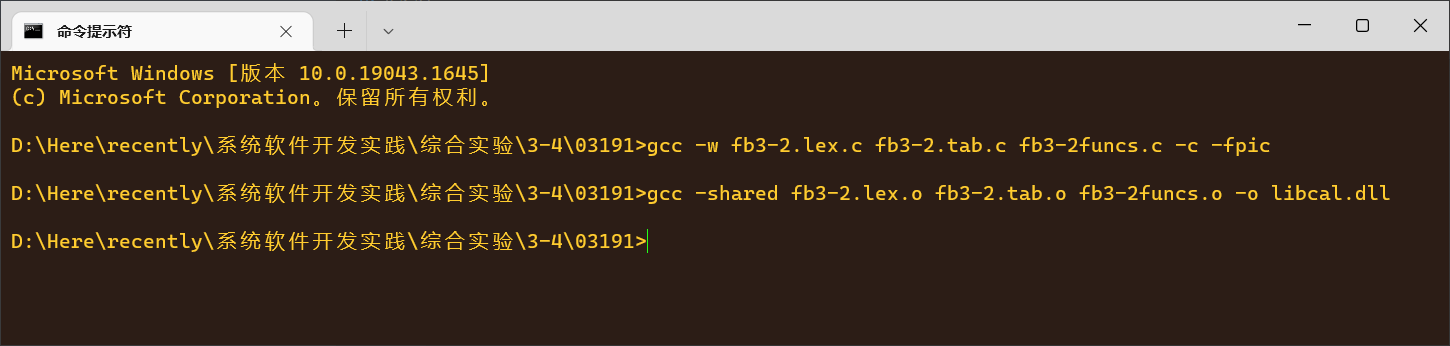 命令提示符
Microsoft Windows [版本 10.0.19043.1645]
(c) Microsoft Corporation。保留所有权利。
D:\Here\recently\系统软件开发实践\综合实验\3-4\03191>gcc -w fb3-2.lex.c fb3-2.tab.c fb3-2funcs.c -c -fpic
D:\Here\recently\系统软件开发实践\综合实验\3-4\03191>gcc -shared fb3-2.lex.o fb3-2.tab.o fb3-2funcs.o -o libcal.dll
D:\Here\recently\系统软件开发实践\综合实验\3-4\03191>